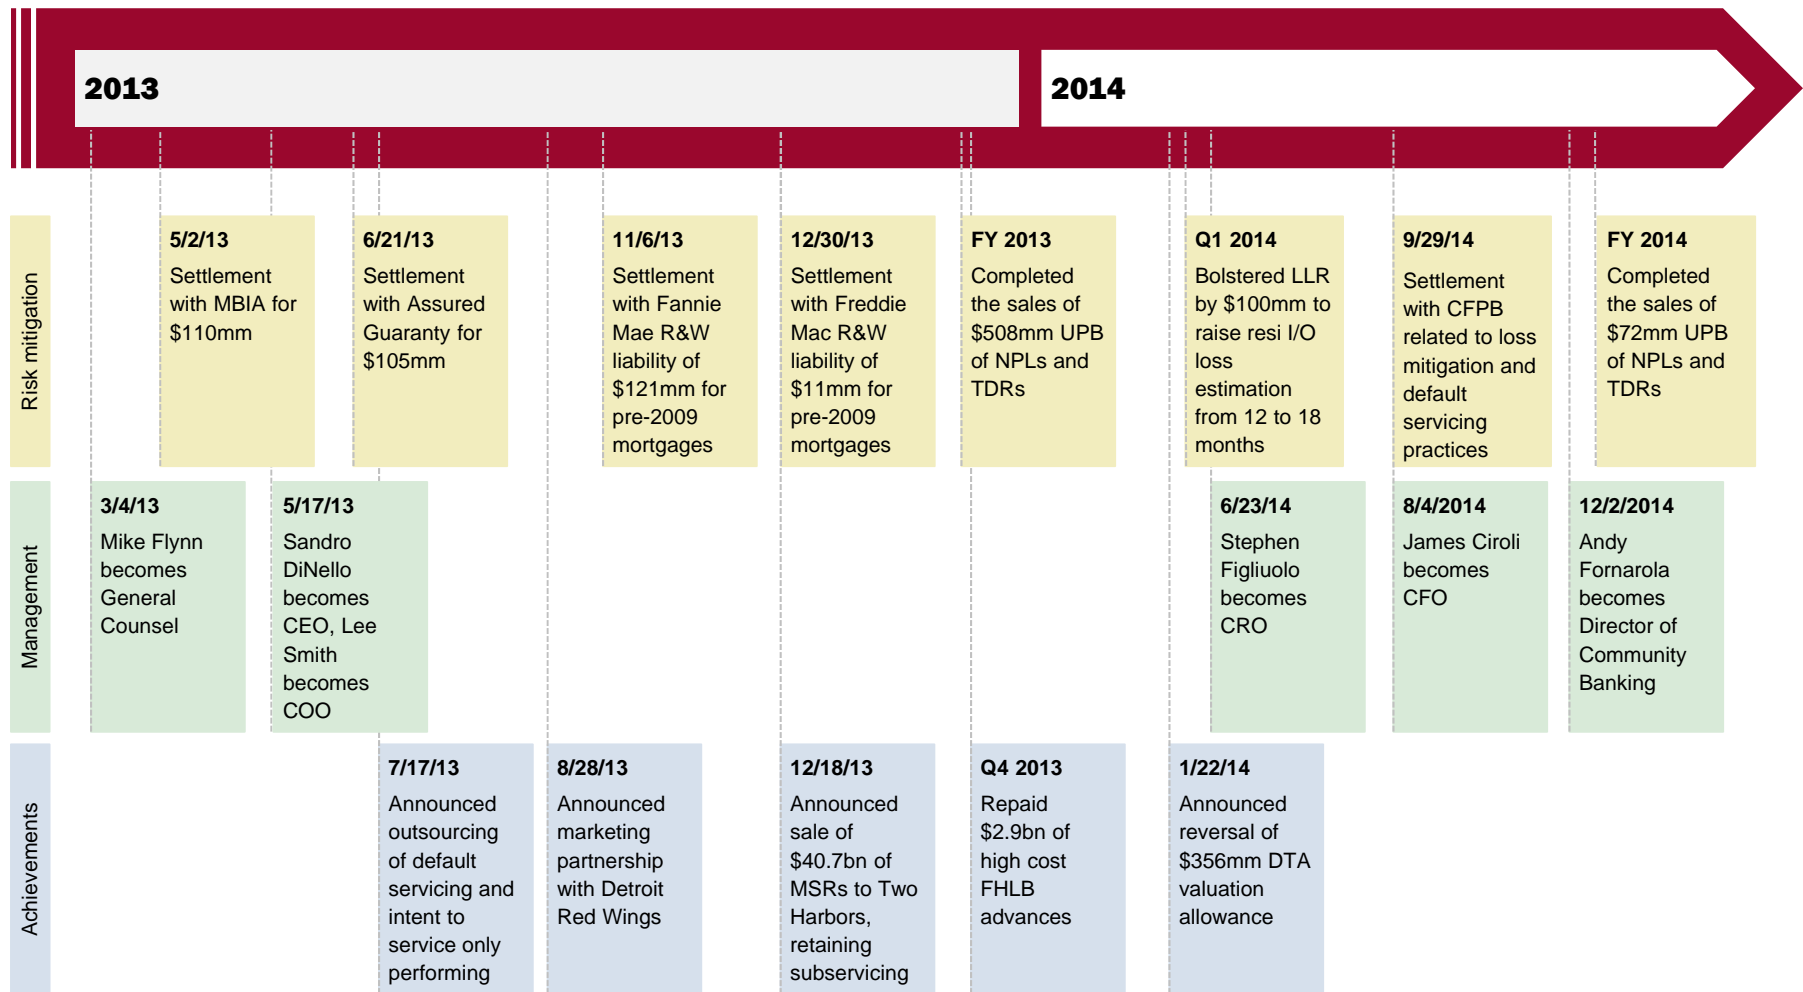 2013
2014
Risk mitigation
5/2/13
Settlement
with MBIA for
$110mm
6/21/13
Settlement
with Assured
Guaranty for
$105mm
11/6/13
Settlement
with Fannie
Mae R&W
liability of
$121mm for
pre-2009
mortgages
12/30/13
Settlement
with Freddie
Mac R&W
liability of
$11mm for
pre-2009
mortgages
FY 2013
Completed
the sales of
$508mm UPB
of NPLs and
TDRs
Q1 2014
Bolstered LLR
by $100mm to
raise resi I/O
loss
estimation
from 12 to 18
months
9/29/14
Settlement
with CFPB
related to loss
mitigation and
default
servicing
practices
FY 2014
Completed
the sales of
$72mm UPB
of NPLs and
TDRs
Management
3/4/13
Mike Flynn
becomes
General
Counsel
5/17/13
Sandro
DiNello
becomes
CEO, Lee
Smith
becomes
COO
6/23/14
Stephen
Figliuolo
becomes
CRO
8/4/2014
James Ciroli
becomes
CFO
12/2/2014
Andy
Fornarola
becomes
Director of
Community
Banking
Achievements
7/17/13
Announced
outsourcing
of default
servicing and
intent to
service only
performing
8/28/13
Announced
marketing
partnership
with Detroit
Red Wings
12/18/13
Announced
sale of
$40.7bn of
MSRs to Two
Harbors,
retaining
subservicing
Q4 2013
Repaid
$2.9bn of
high cost
FHLB
advances
1/22/14
Announced
reversal of
$356mm DTA
valuation
allowance